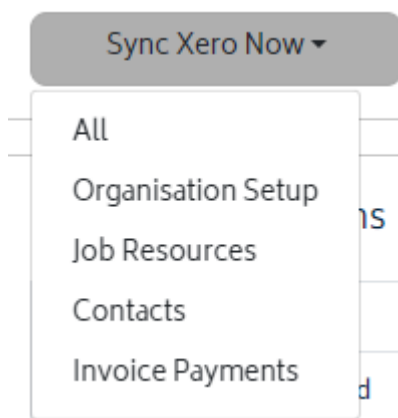 Sync Xero Now
All
Organisation Setup
Job Resources
Contacts
Invoice Payments